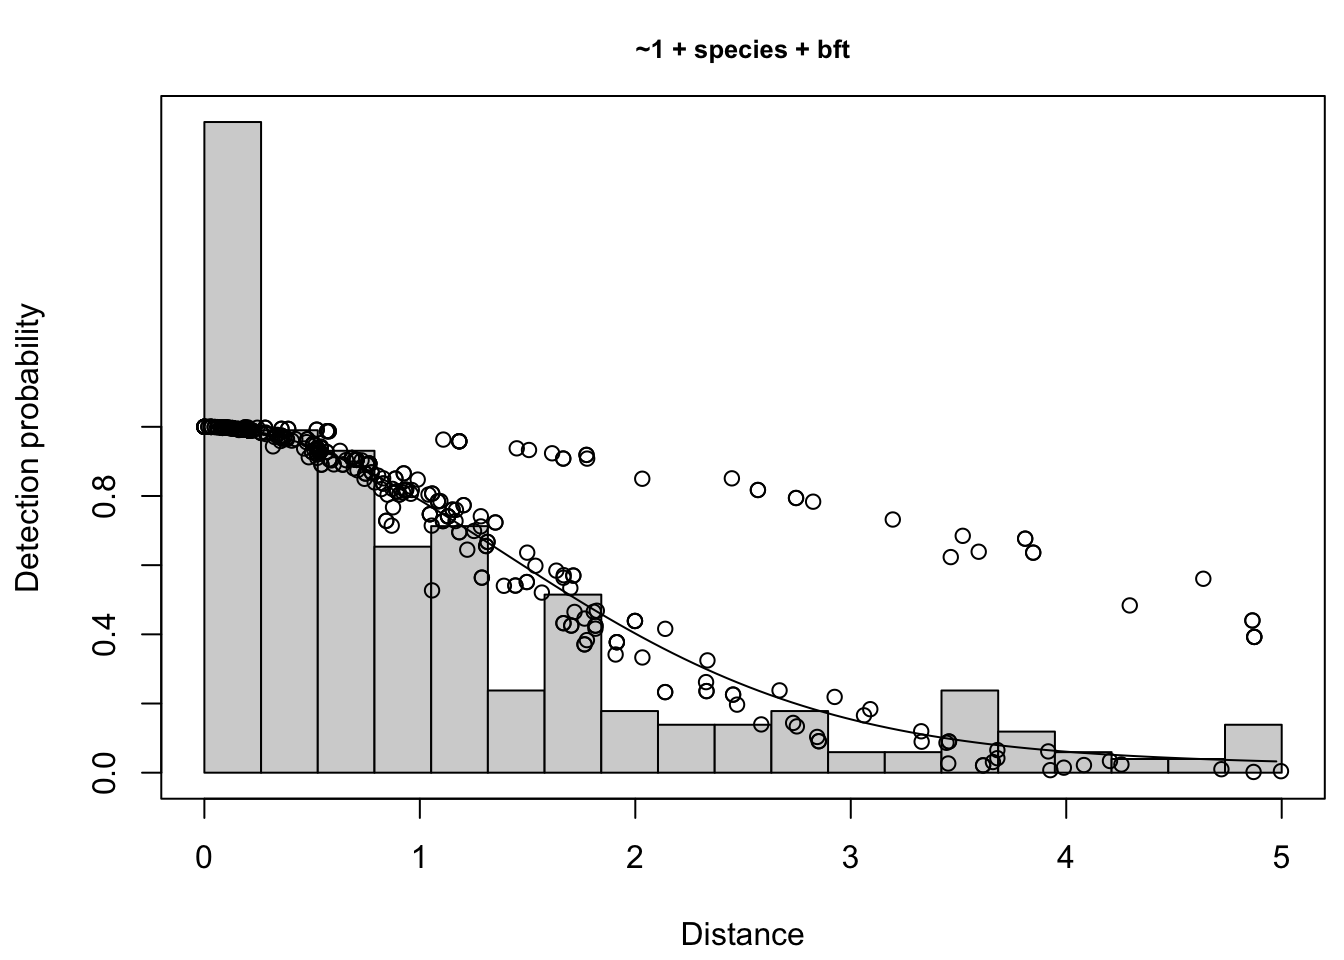 ~1 + species + bft
Detection probability
0.8
0.4
0.0
0 1 2 3 4 5
Distance